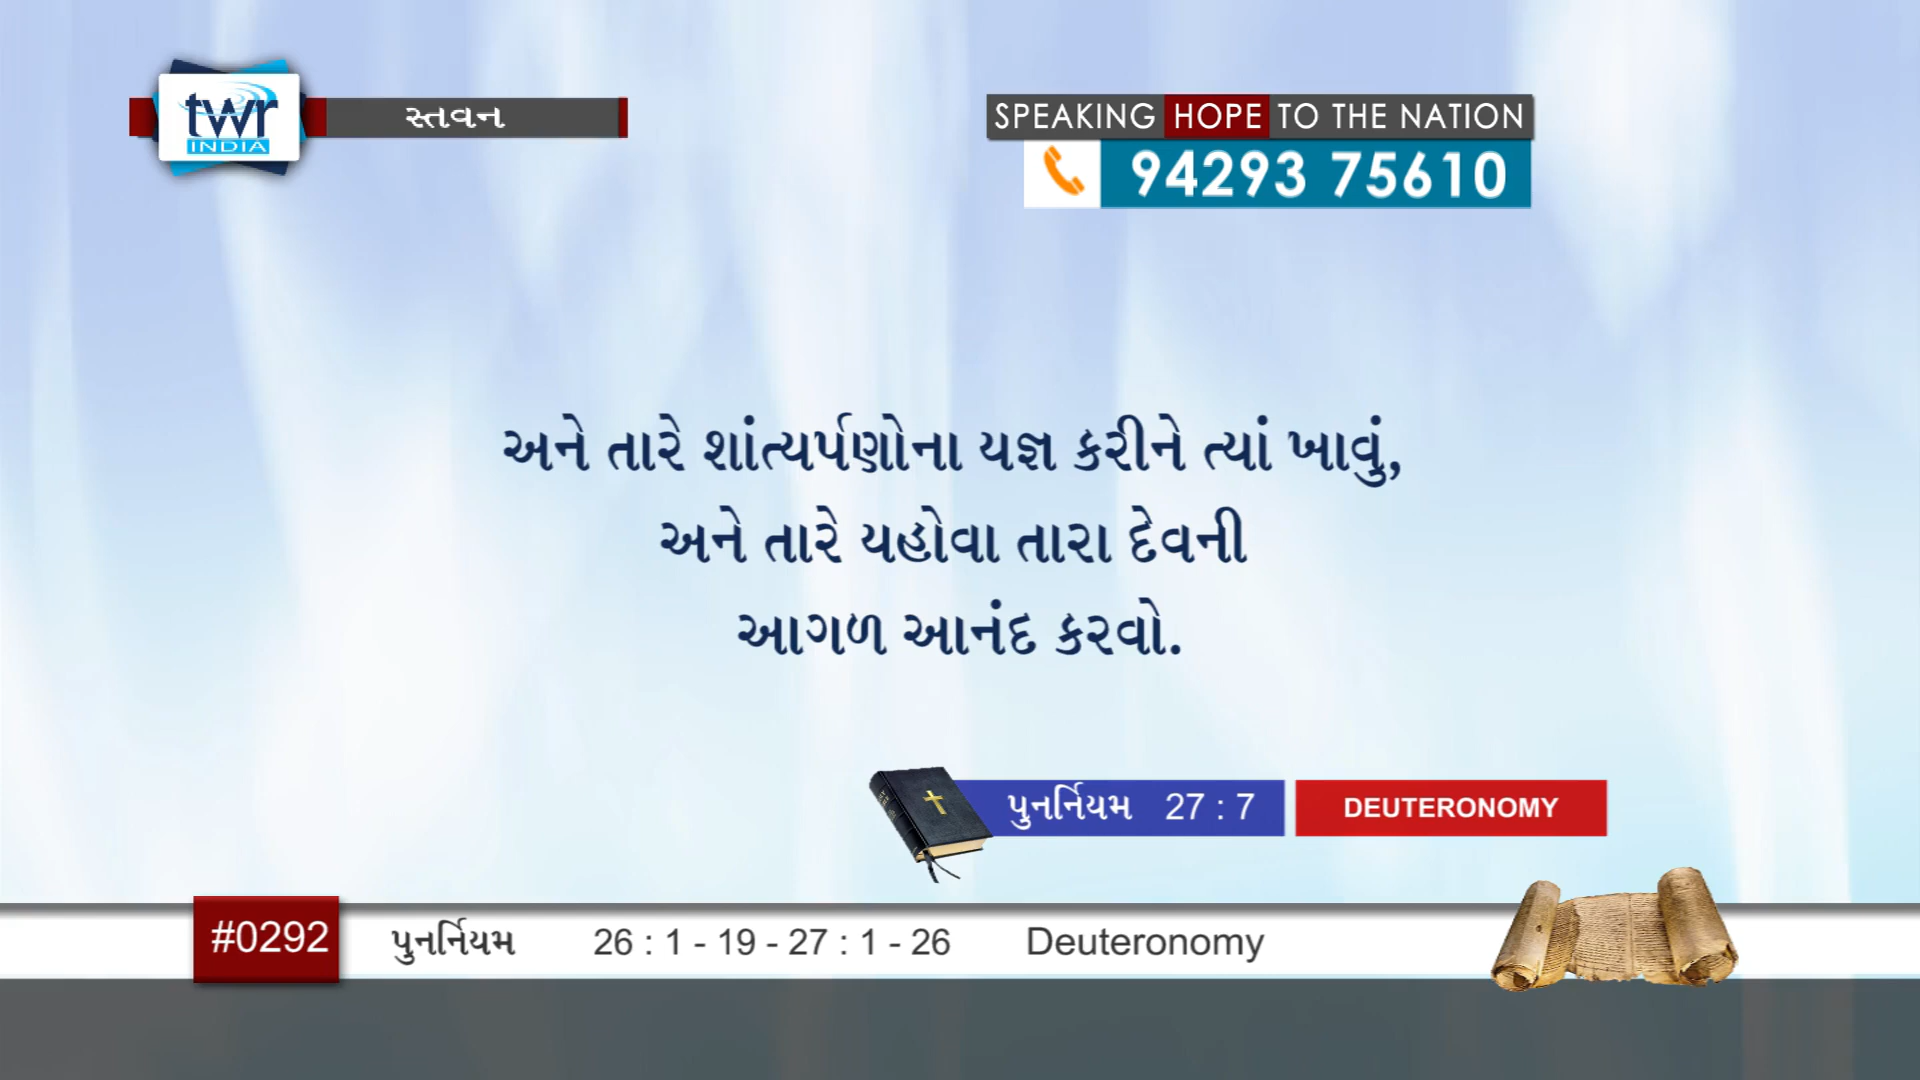 twr
INDIA
સ્તવન
SPEAKING HOPE TO THE NATION
94293 75610
અને તારે શાંત્યર્પણોના યજ્ઞ કરીને ત્યાં ખાવું,
અને તારે યહોવા તારા દેવની
આગળ આનંદ કરવો.
પુનર્નિયમ 27 : 7 DEUTERONOMY
#0292 પુનર્નિયમ 26 : 1 - 19 - 27 : 1 - 26 Deuteronomy